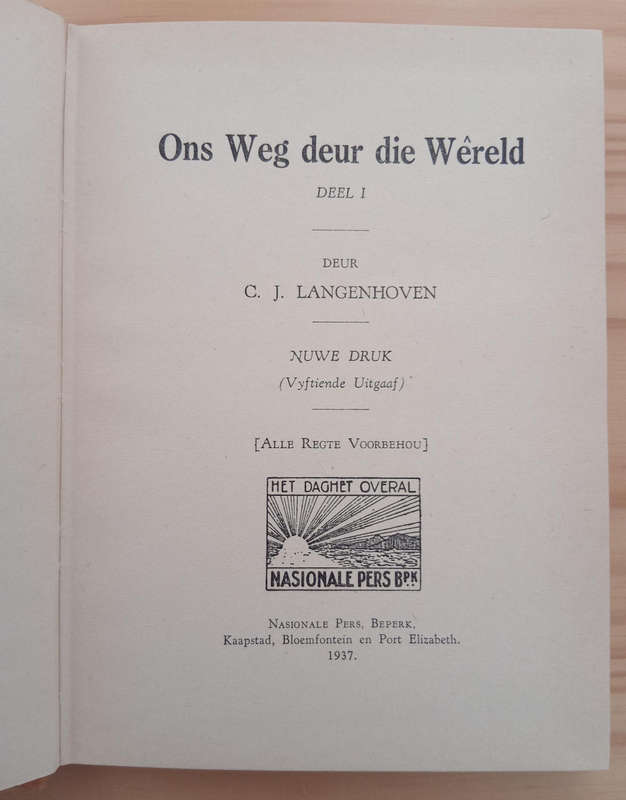 Ons Weg deur die Wêreld
DEEL I
DEUR
C. J. LANGENHOVEN
NUWE DRUK
(Vyftiende Uitgaaf)
[ALLE REGTE VOORBEHOU]
HET DAGHET OVERAL
NASIONALE PERS BPK
NASIONALE PERS, BEPERK,
Kaapstad, Bloemfontein en Port Elizabeth.
1937.